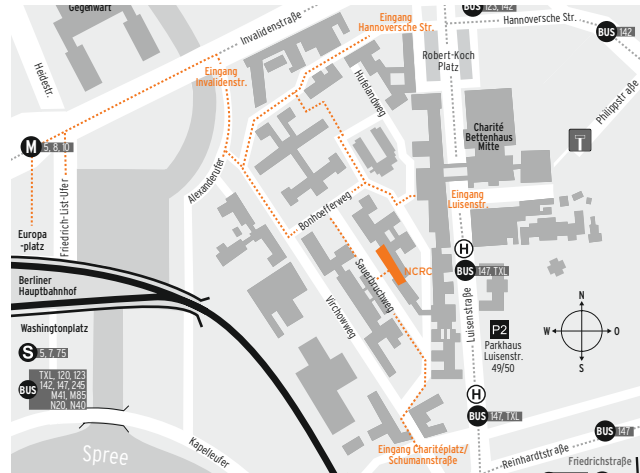 Gegenwart
Heidestr.
Invalidenstraße
Eingang
Invalidenstr.
Eingang
Hannoversche Str.
BUS 123, 142
Hannoversche Str.
BUS 142
Robert-Koch
Platz
Hufelandweg
Philippstraße
T
Charité
Bettenhaus
Mitte
M 5, 8, 10
Friedrich-List-Ufer
Alexanderufer
Bonhoefferweg
Eingang
Luisenstr.
Europa
-platz
Berliner
Hauptbahnhof
Sauerbruchweg
NCRC
Virchowweg
H
BUS 147, TXL
Luisenstraße
Washingtonplatz
S 5, 7, 75
BUS TXL, 120, 123
142, 147, 245
M41, M85
N20, N40
P2
Parkhaus
Luisenstr.
49/50
N
W
O
S
H
BUS 147, TXL
Spree
Kapelleufer
Eingang Charitéplatz/
Schumannstraße
Reinhardtstraße
BUS 147
Friedrichstraße